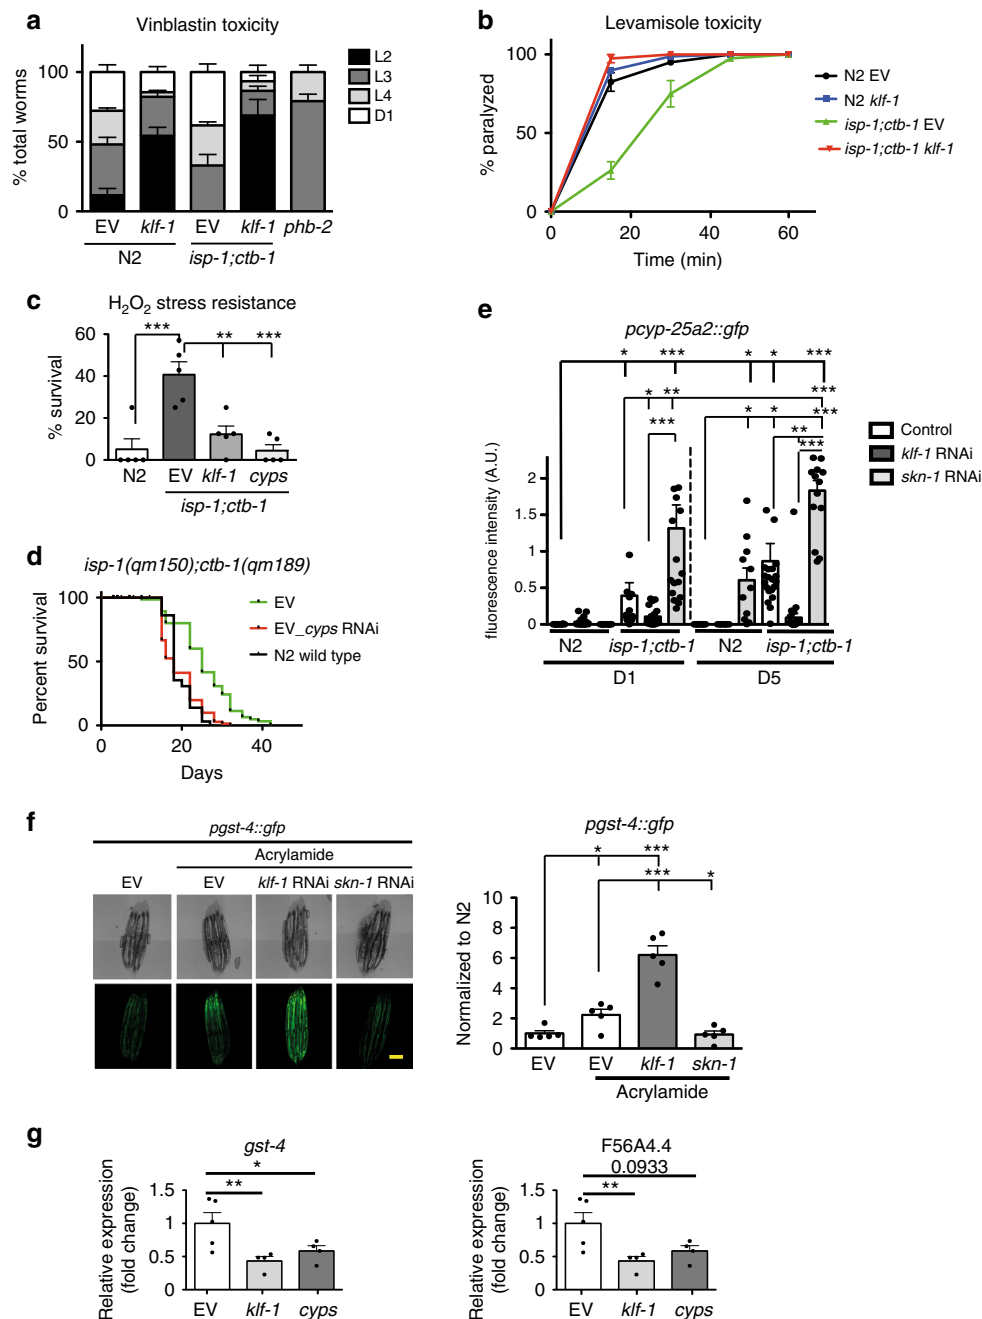 a
Vinblastin toxicity
% total worms
100
50
0
EV
klf-1
EV
klf-1
phb-2
N2
isp-1;ctb-1
L2
L3
L4
D1
b
Levamisole toxicity
% paralyzed
100
50
0
0
20
40
60
Time (min)
N2 EV
N2 klf-1
isp-1;ctb-1 EV
isp-1;ctb-1 klf-1
c
H2O2 stress resistance
***
**
***
% survival
60
40
20
0
N2
EV
klf-1
cyps
isp-1;ctb-1
d
isp-1(qm150);ctb-1(qm189)
Percent survival
100
50
0
0
20
40
Days
EV
EV_cyps RNAi
N2 wild type
e
pcyp-25a2::gfp
*
***
*
*
***
*
**
***
*
*
***
***
**
***
fluorescence intensity (A.U.)
2
1.5
1
0.5
0
N2
isp-1;ctb-1
N2
isp-1;ctb-1
D1
D5
Control
klf-1 RNAi
skn-1 RNAi
f
pgst-4::gfp
Acrylamide
EV
EV
klf-1 RNAi
skn-1 RNAi
pgst-4::gfp
*
***
***
*
Normalized to N2
10
8
6
4
2
0
EV
EV
klf-1
skn-1
Acrylamide
g
gst-4
*
**
Relative expression
(fold change)
1.5
1
0.5
0
EV
klf-1
cyps
F56A4.4
0.0933
**
Relative expression
(fold change)
1.5
1
0.5
0
EV
klf-1
cyps